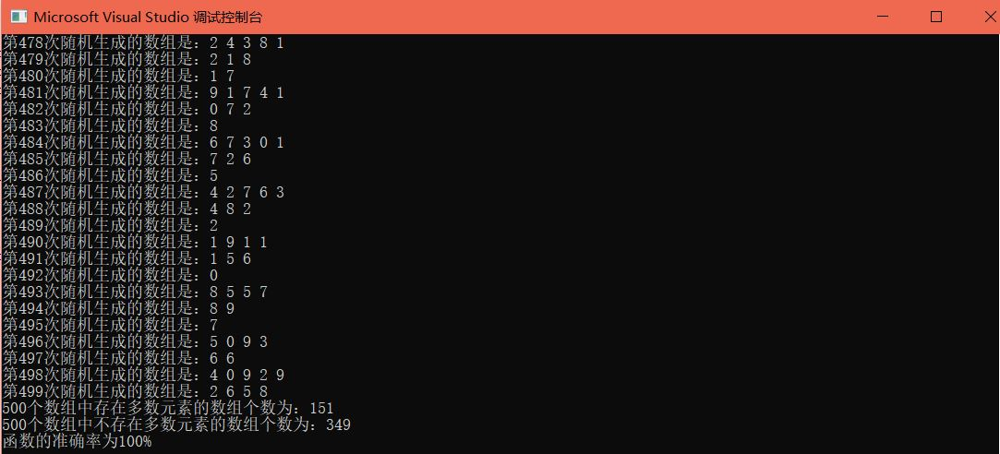 Microsoft Visual Studio 调试控制台
第478次随机生成的数组是：2 4 3 8 1
第479次随机生成的数组是：2 1 8
第480次随机生成的数组是：1 7
第481次随机生成的数组是：9 1 7 4 1
第482次随机生成的数组是：0 7 2
第483次随机生成的数组是：8
第484次随机生成的数组是：6 7 3 0 1
第485次随机生成的数组是：7 2 6
第486次随机生成的数组是：5
第487次随机生成的数组是：4 2 7 6 3
第488次随机生成的数组是：4 8 2
第489次随机生成的数组是：2
第490次随机生成的数组是：1 9 1 1
第491次随机生成的数组是：1 5 6
第492次随机生成的数组是：0
第493次随机生成的数组是：8 5 5 7
第494次随机生成的数组是：8 9
第495次随机生成的数组是：7
第496次随机生成的数组是：5 0 9 3
第497次随机生成的数组是：6 6
第498次随机生成的数组是：4 0 9 2 9
第499次随机生成的数组是：2 6 5 8
500个数组中存在多数元素的数组个数为：151
500个数组中不存在多数元素的数组个数为：349
函数的准确率为100%